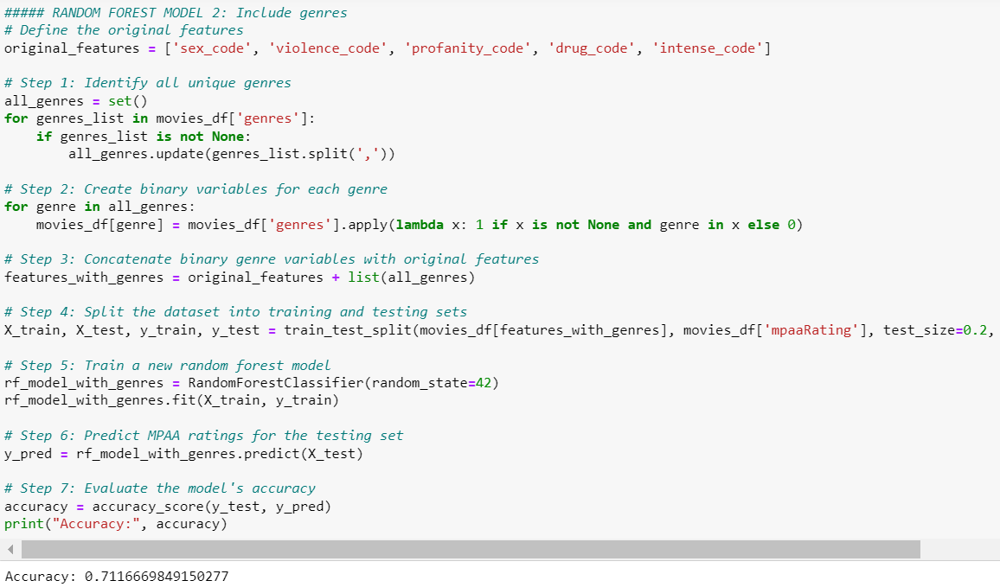 ##### RANDOM FOREST MODEL 2: Include genres
# Define the original features
original_features = ['sex_code', 'violence_code', 'profanity_code', 'drug_code', 'intense_code']

# Step 1: Identify all unique genres
all_genres = set()
for genres_list in movies_df['genres']:
    if genres_list is not None:
        all_genres.update(genres_list.split(','))

# Step 2: Create binary variables for each genre
for genre in all_genres:
    movies_df[genre] = movies_df['genres'].apply(lambda x: 1 if x is not None and genre in x else 0)

# Step 3: Concatenate binary genre variables with original features
features_with_genres = original_features + list(all_genres)

# Step 4: Split the dataset into training and testing sets
X_train, X_test, y_train, y_test = train_test_split(movies_df[features_with_genres], movies_df['mpaaRating'], test_size=0.2,

# Step 5: Train a new random forest model
rf_model_with_genres = RandomForestClassifier(random_state=42)
rf_model_with_genres.fit(X_train, y_train)

# Step 6: Predict MPAA ratings for the testing set
y_pred = rf_model_with_genres.predict(X_test)

# Step 7: Evaluate the model's accuracy
accuracy = accuracy_score(y_test, y_pred)
print("Accuracy:", accuracy)

Accuracy: 0.7116669849150277